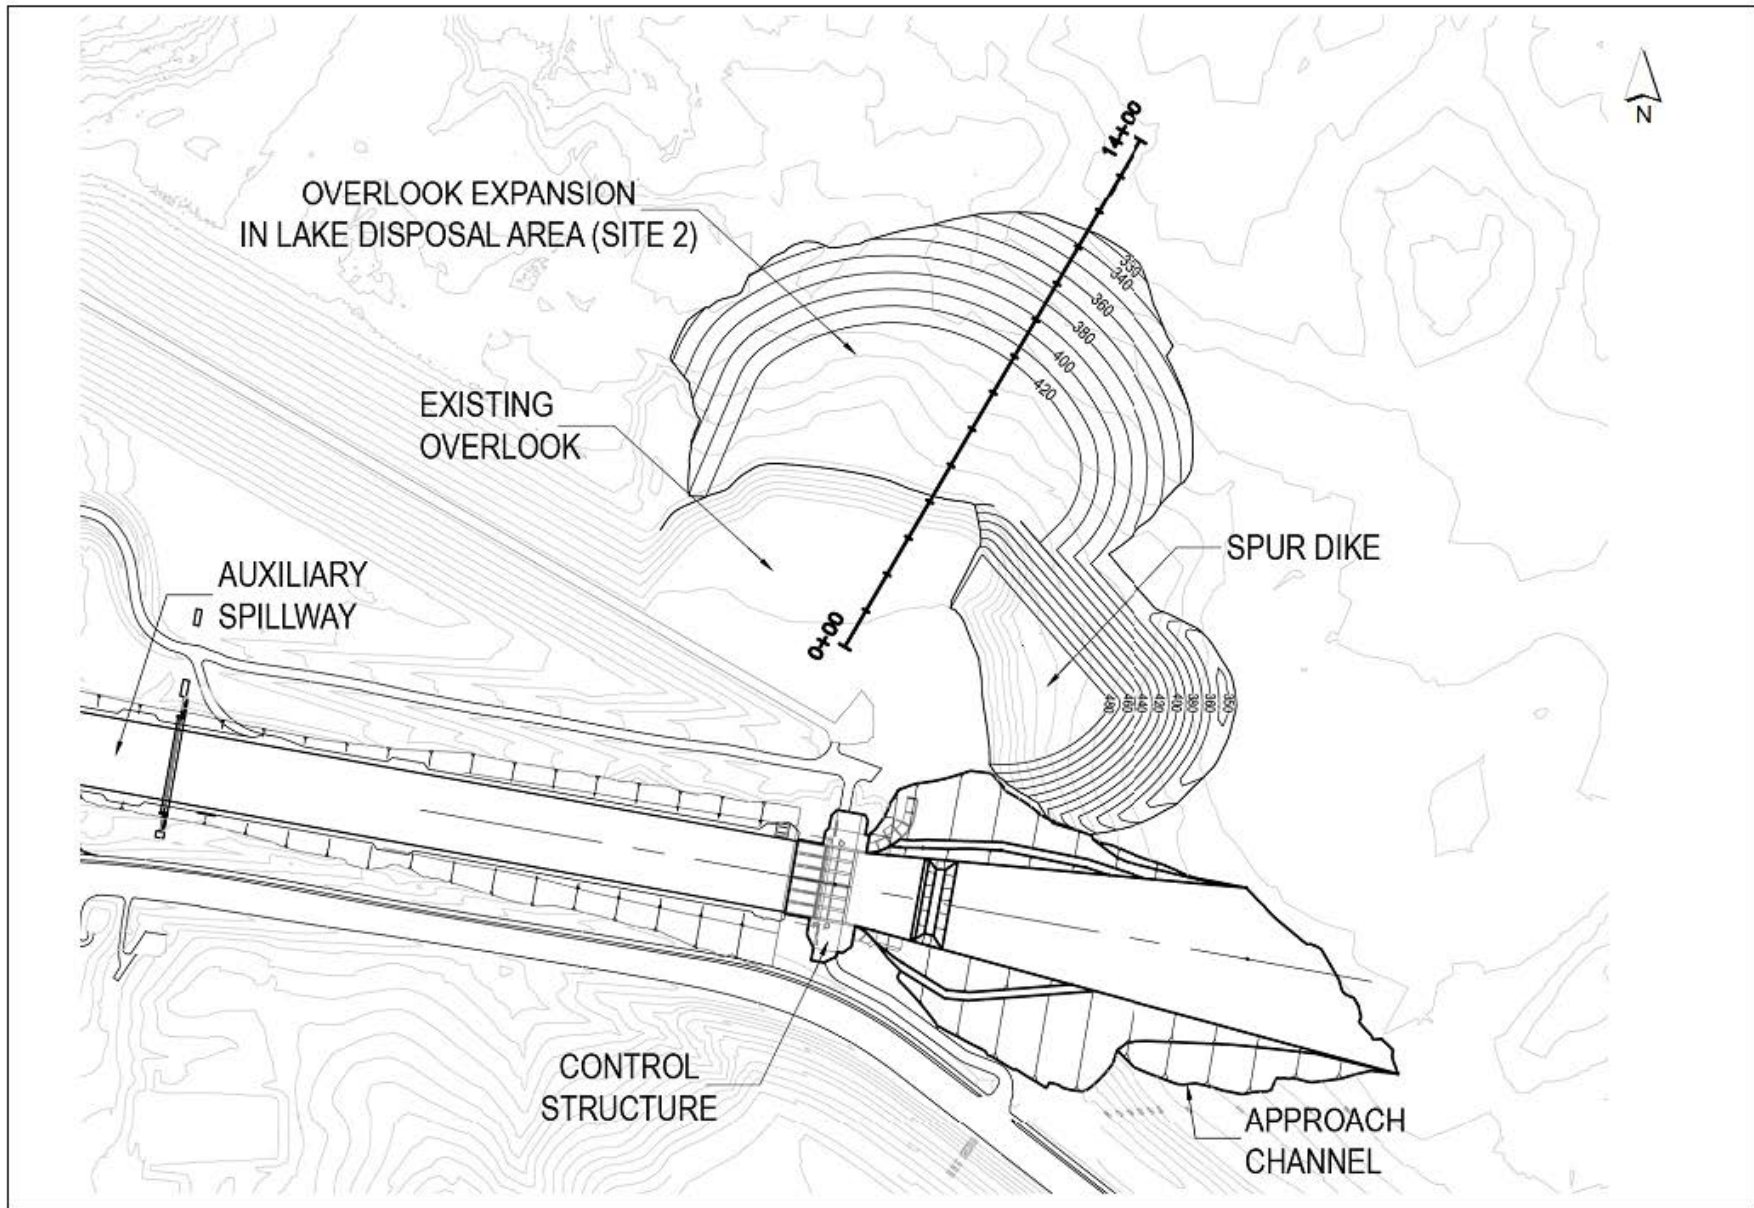 N
14+00
OVERLOOK EXPANSION
IN LAKE DISPOSAL AREA (SITE 2)
330
340
360
380
400
420
EXISTING
OVERLOOK
SPUR DIKE
AUXILIARY
SPILLWAY
0+00
480
460
440
420
400
380
360
350
CONTROL
STRUCTURE
APPROACH
CHANNEL